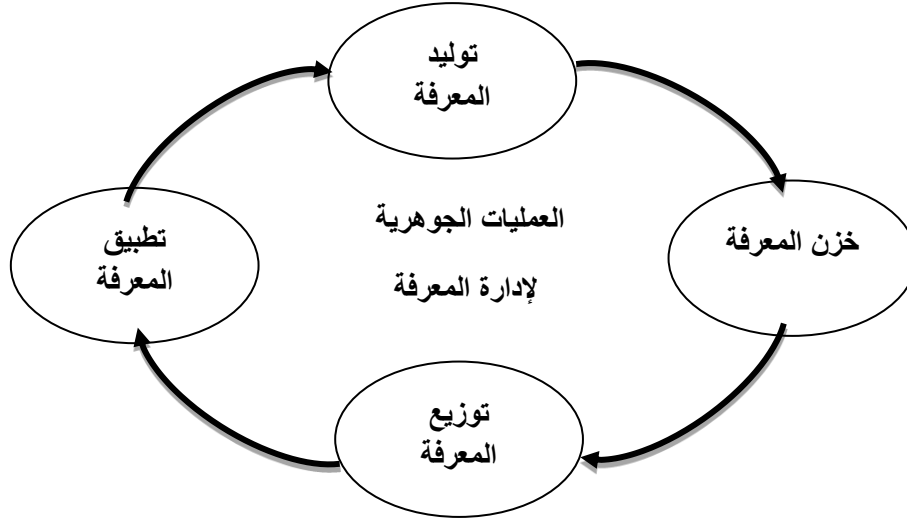 توليد
المعرفة
العمليات الجوهرية
لإدارة المعرفة
خزن المعرفة
تطبيق
المعرفة
توزيع
المعرفة